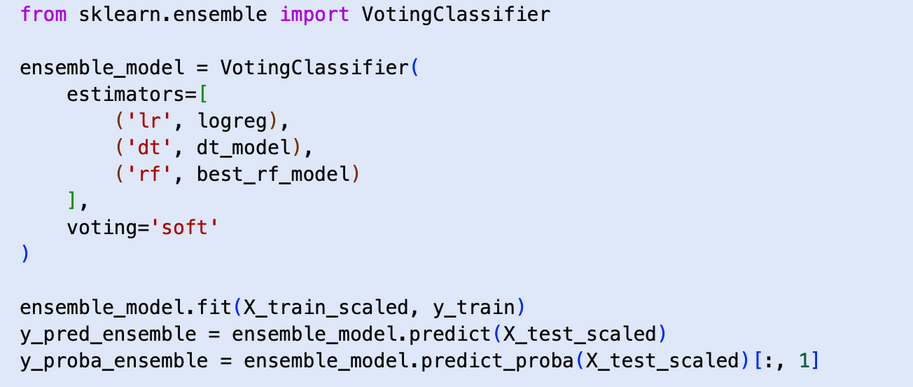 from sklearn.ensemble import VotingClassifier
ensemble_model = VotingClassifier(
estimators=[
('lr', logreg),
('dt', dt_model),
('rf', best_rf_model)
],
voting='soft'
)
ensemble_model.fit(X_train_scaled, y_train)
y_pred_ensemble = ensemble_model.predict(X_test_scaled)
y_proba_ensemble = ensemble_model.predict_proba(X_test_scaled)[:, 1]